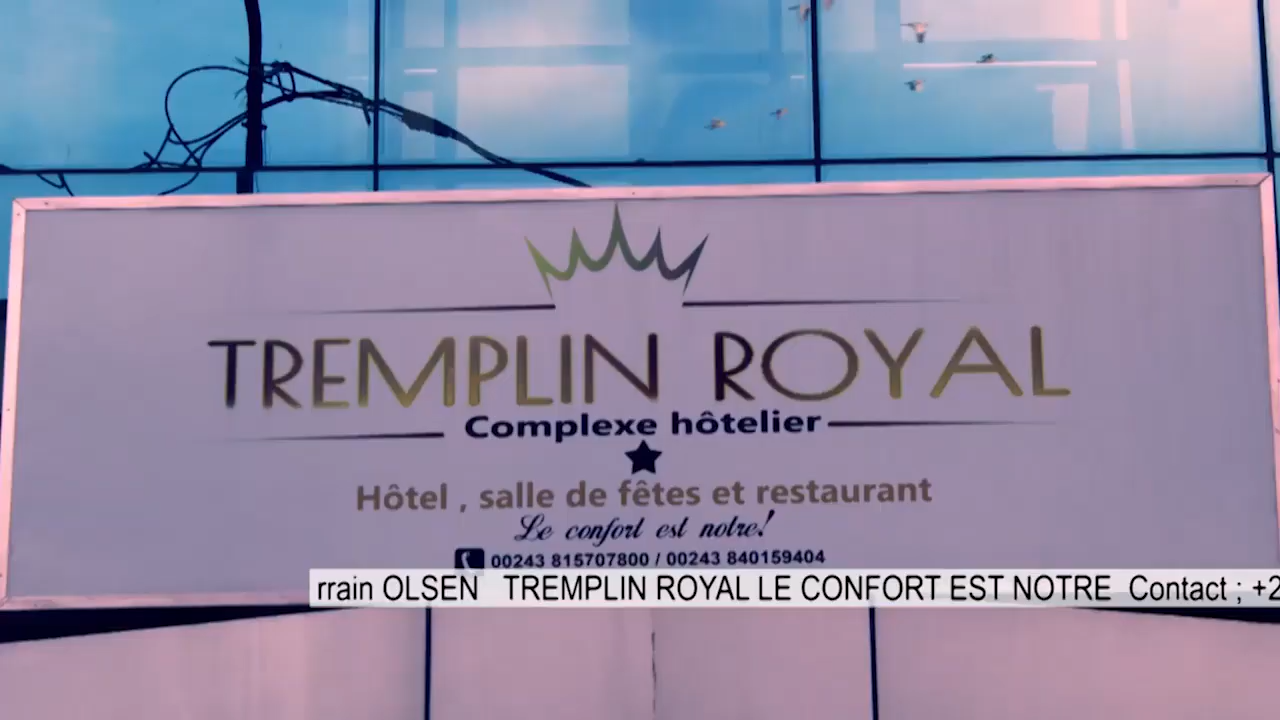 TREMPLIN ROYAL
Complexe hôtelier
Hôtel , salle de fêtes et restaurant
Le confort est notre!
00243 815707800 / 00243 840159404
rrain OLSEN TREMPLIN ROYAL LE CONFORT EST NOTRE Contact ; +2